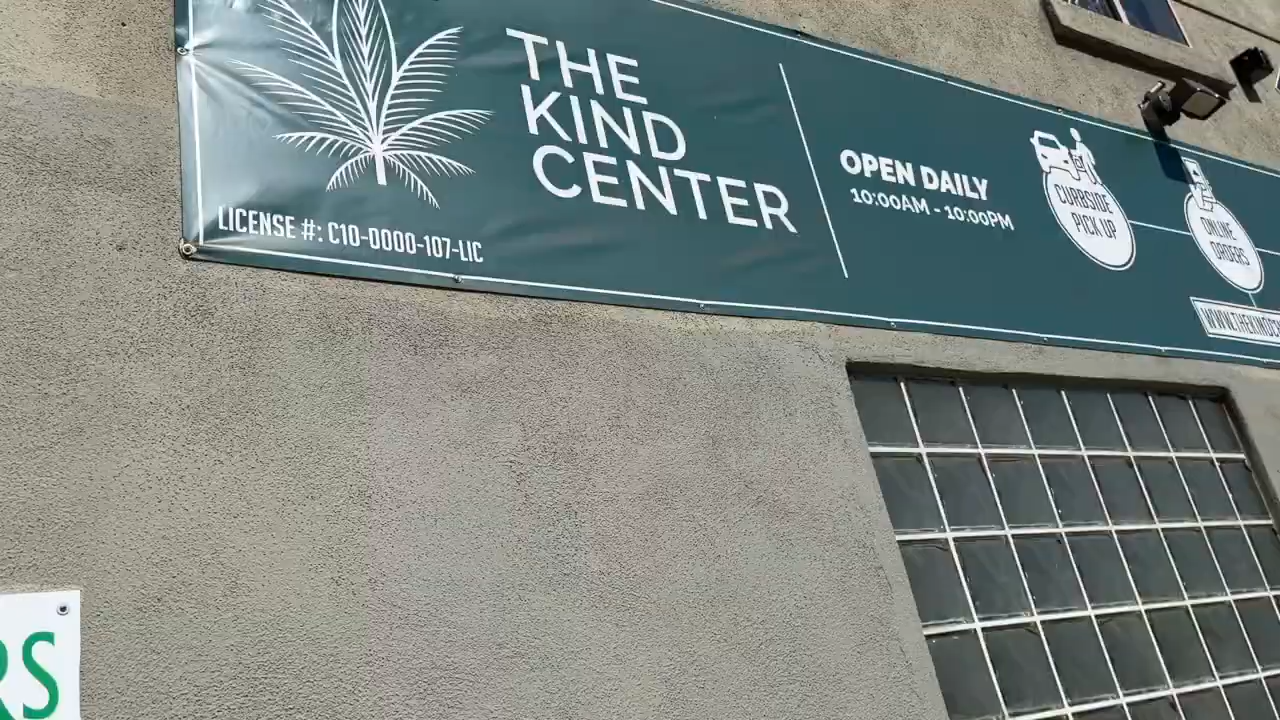 THE
KIND
CENTER
LICENSE #: C10-0000-107-LIC
OPEN DAILY
10:00AM - 10:00PM
CURBSIDE
PICK UP
ONLINE
ORDERS
RS